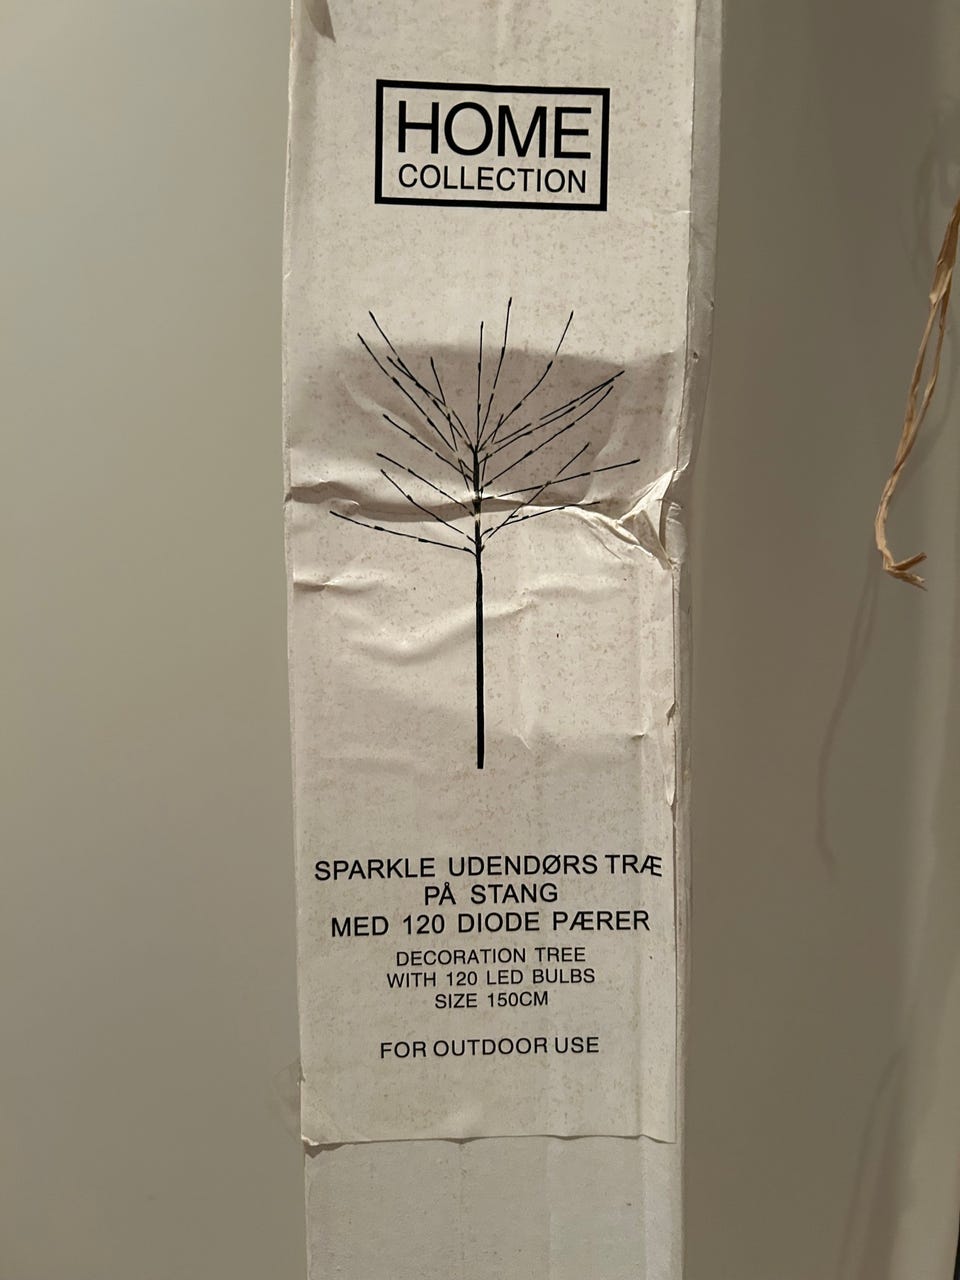 HOME
COLLECTION
SPARKLE UDENDØRS TRÆ
PÅ STANG
MED 120 DIODE PÆRER
DECORATION TREE
WITH 120 LED BULBS
SIZE 150CM
FOR OUTDOOR USE